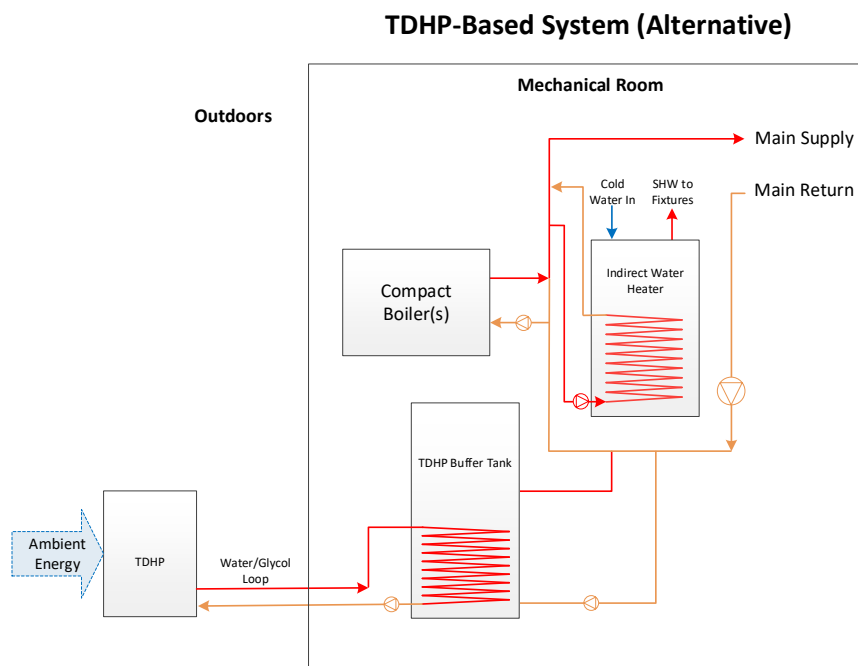 TDHP-Based System (Alternative)
Mechanical Room
Outdoors
Main Supply
Cold
Water In
SHW to
Fixtures
Main Return
Indirect Water
Heater
Compact
Boiler(s)
TDHP Buffer Tank
Ambient
Energy
TDHP
Water/Glycol
Loop